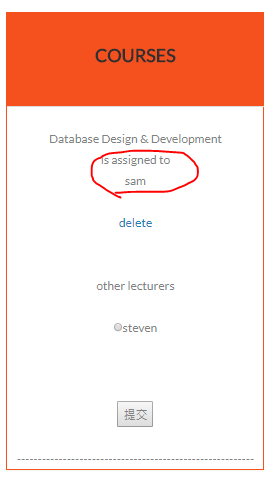 COURSES
Database Design & Development
is assigned to
sam
delete
other lecturers
steven
提交